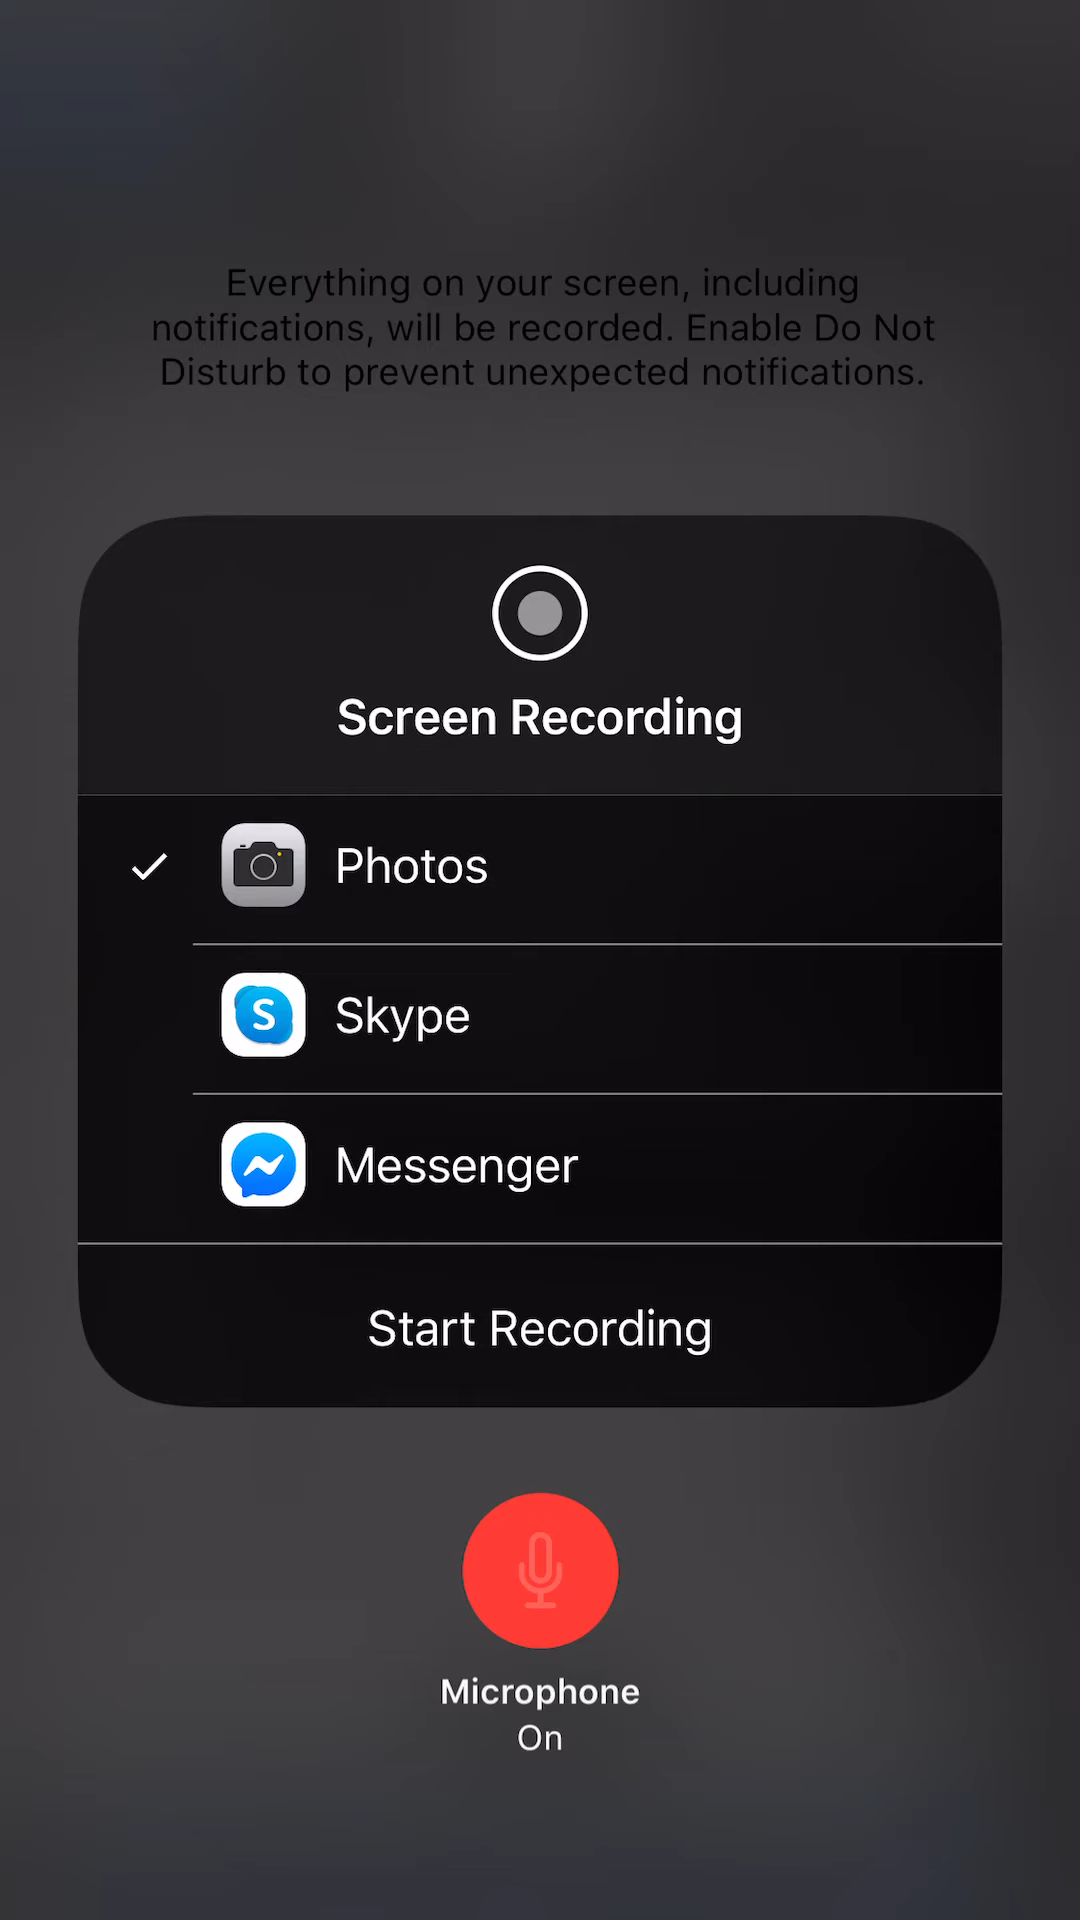 Everything on your screen, including
notifications, will be recorded. Enable Do Not
Disturb to prevent unexpected notifications.
Screen Recording
Photos
S
Skype
Messenger
Start Recording
Microphone
On